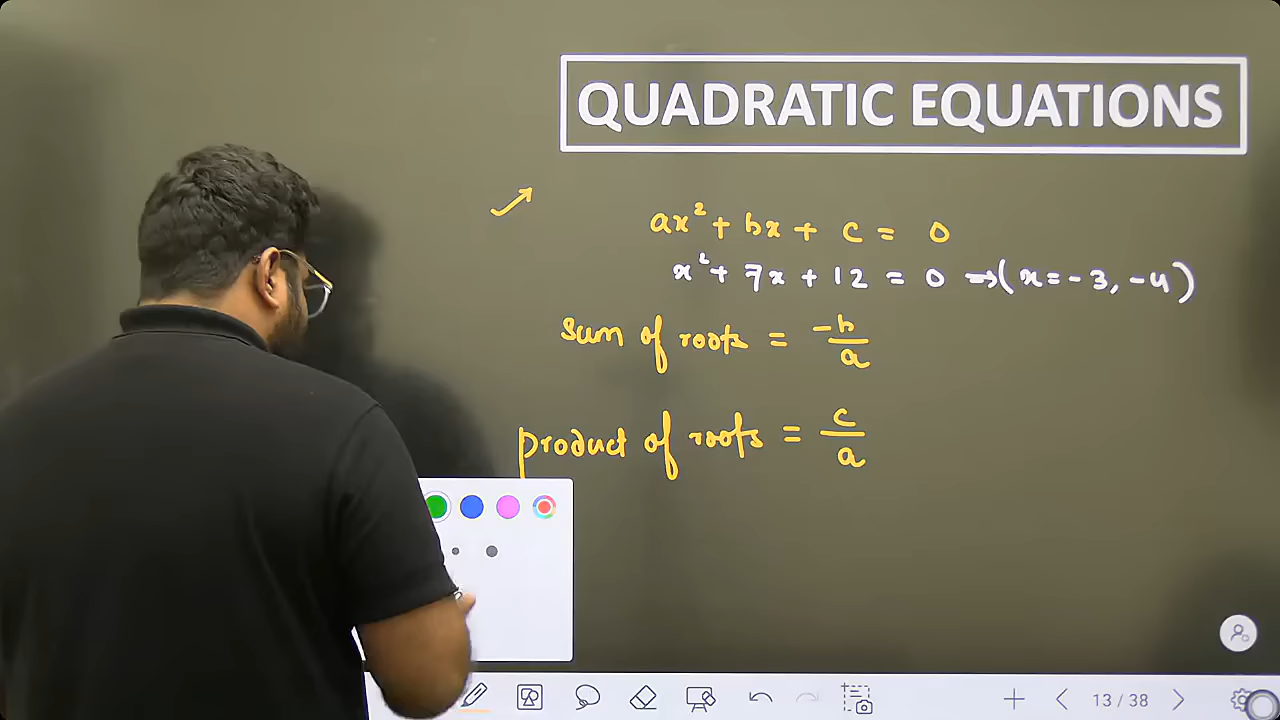 QUADRATIC EQUATIONS
ax² + bx + c = 0
x² + 7x + 12 = 0 ⇒ (x = -3, -4)
sum of roots = -b/a
product of roots = c/a
13 / 38